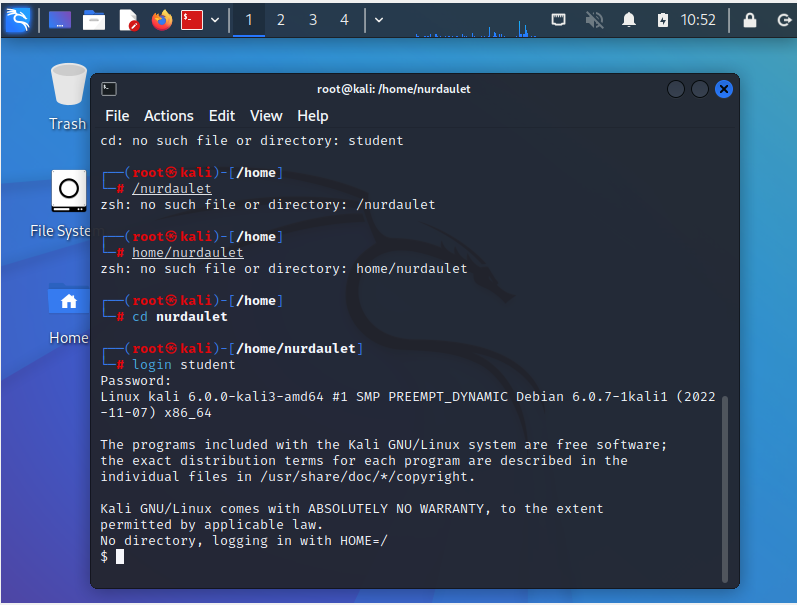 1 2 3 4 10:52
Trash
File Syste
Home
root@kali: /home/nurdaulet
File Actions Edit View Help
cd: no such file or directory: student
┌──(root㉿kali)-[/home]
└─# /nurdaulet
zsh: no such file or directory: /nurdaulet
┌──(root㉿kali)-[/home]
└─# home/nurdaulet
zsh: no such file or directory: home/nurdaulet
┌──(root㉿kali)-[/home]
└─# cd nurdaulet
┌──(root㉿kali)-[/home/nurdaulet]
└─# login student
Password:
Linux kali 6.0.0-kali3-amd64 #1 SMP PREEMPT_DYNAMIC Debian 6.0.7-1kali1 (2022
-11-07) x86_64
The programs included with the Kali GNU/Linux system are free software;
the exact distribution terms for each program are described in the
individual files in /usr/share/doc/*/copyright.
Kali GNU/Linux comes with ABSOLUTELY NO WARRANTY, to the extent
permitted by applicable law.
No directory, logging in with HOME=/
$